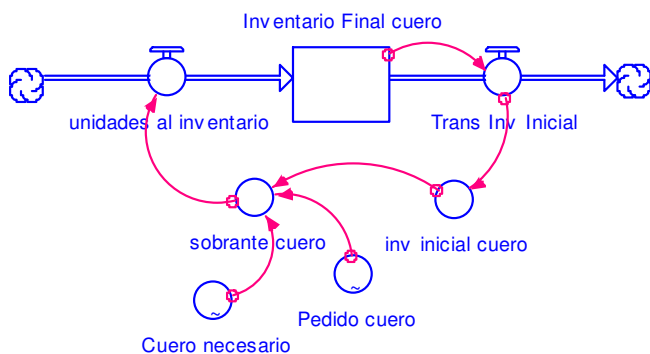 Inventario Final cuero
unidades al inventario
Trans Inv Inicial
sobrante cuero
inv inicial cuero
~
Pedido cuero
~
Cuero necesario